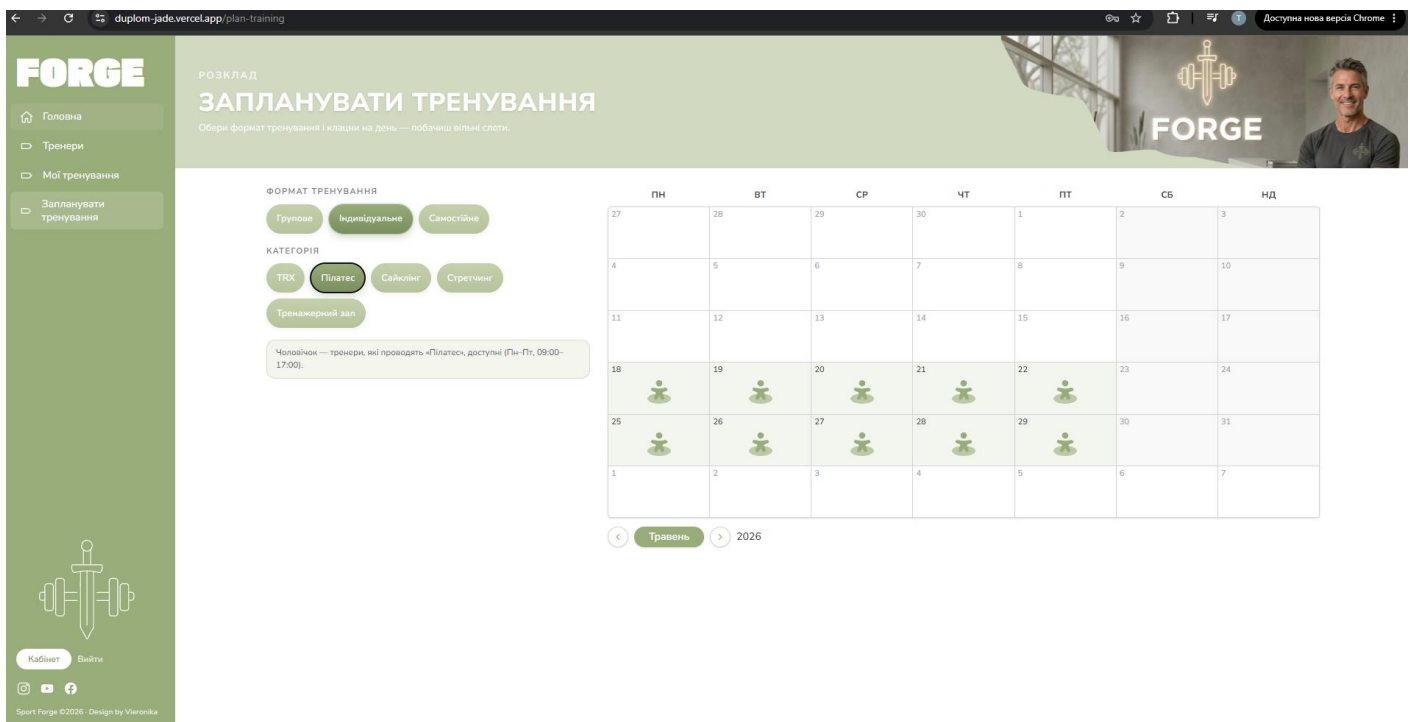 duplom-jade.vercel.app/plan-training
Доступна нова версія Chrome
T
FORGE
Головна
Тренери
Мої тренування
Запланувати
тренування
РОЗКЛАД
ЗАПЛАНУВАТИ ТРЕНУВАННЯ
Обери формат тренування і клацни на день — побачиш вільні слоти.
FORGE
ФОРМАТ ТРЕНУВАННЯ
Групове Індивідуальне Самостійне
КАТЕГОРІЯ
TRX Пілатес Сайклінг Стретчинг
Тренажерний зал
Чоловічок — тренери, які проводять «Пілатес», доступні (Пн–Пт, 09:00–
17:00).
ПН ВТ СР ЧТ ПТ СБ НД
27 28 29 30 1 2 3
4 5 6 7 8 9 10
11 12 13 14 15 16 17
18 19 20 21 22 23 24
25 26 27 28 29 30 31
1 2 3 4 5 6 7
Травень 2026
Кабінет Вийти
Sport Forge ©2026 · Design by Vieronika